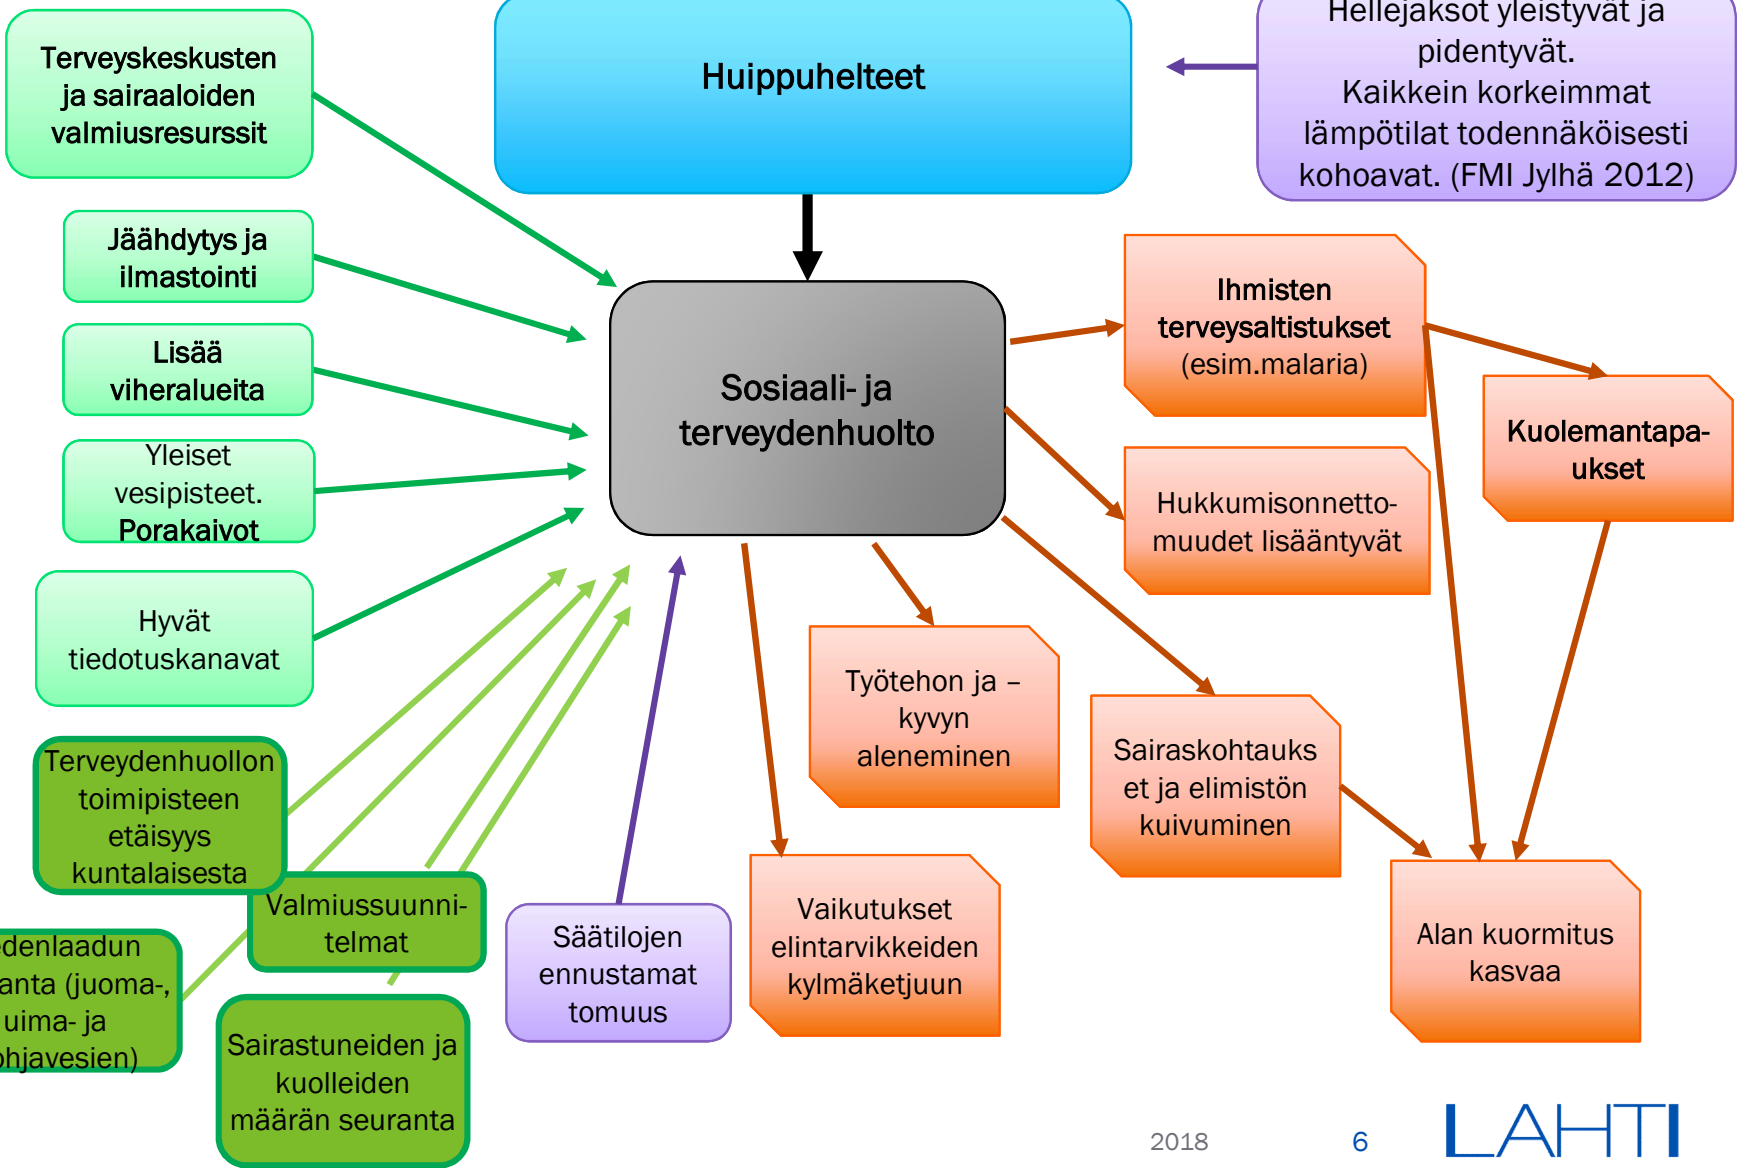 Terveyskeskusten
ja sairaaloiden
valmiusresurssit
Huippuhelteet
Hellejaksot yleistyvät ja
pidentyvät.
Kaikkein korkeimmat
lämpötilat todennäköisesti
kohoavat. (FMI Jylhä 2012)
Jäähdytys ja
ilmastointi
Lisää
viheralueita
Yleiset
vesipisteet.
Porakaivot
Hyvät
tiedotuskanavat
Sosiaali- ja
terveydenhuolto
Ihmisten
terveysaltistukset
(esim.malaria)
Kuolemantapa-
ukset
Hukkumisonnetto-
muudet lisääntyvät
Työtehon ja –
kyvyn
aleneminen
Sairaskohtauks
et ja elimistön
kuivuminen
Terveydenhuollon
toimipisteen
etäisyys
kuntalaisesta
Valmiussuunni-
telmat
edenlaadun
anta (juoma-,
uima- ja
ohjavesien)
Sairastuneiden ja
kuolleiden
määrän seuranta
Säätilojen
ennustamat
tomuus
Vaikutukset
elintarvikkeiden
kylmäketjuun
Alan kuormitus
kasvaa
2018
6
LAHTI